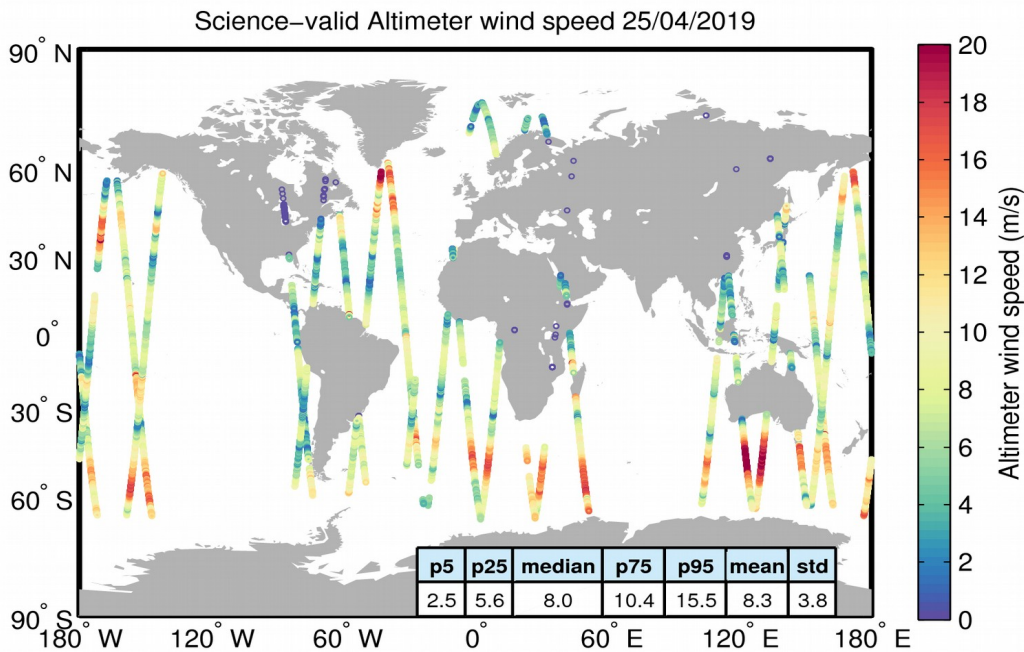 Science−valid Altimeter wind speed 25/04/2019
90° N
60° N
30° N
0°
30° S
60° S
90° S
180° W
120° W
60° W
0°
60° E
120° E
180° E
p5 p25 median p75 p95 mean std
2.5 5.6 8.0 10.4 15.5 8.3 3.8
20
18
16
14
12
10
8
6
4
2
0
Altimeter wind speed (m/s)